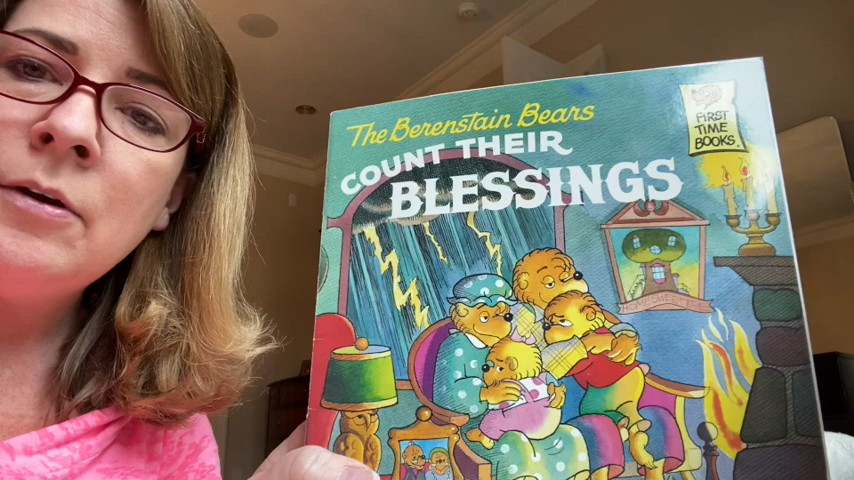 The Berenstain Bears
COUNT THEIR
BLESSINGS
FIRST
TIME
BOOKS®